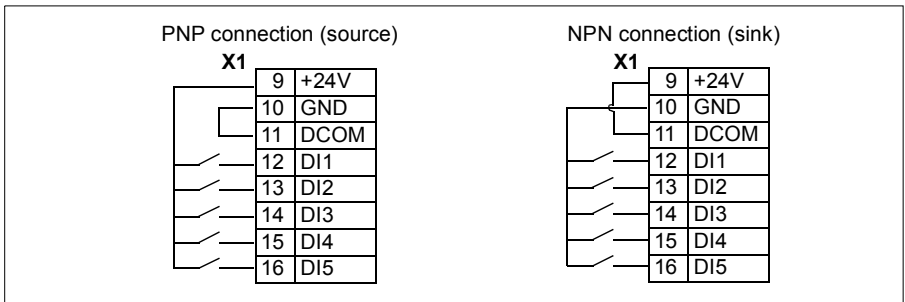 PNP connection (source)
X1
9 +24V
10 GND
11 DCOM
12 DI1
13 DI2
14 DI3
15 DI4
16 DI5
NPN connection (sink)
X1
9 +24V
10 GND
11 DCOM
12 DI1
13 DI2
14 DI3
15 DI4
16 DI5